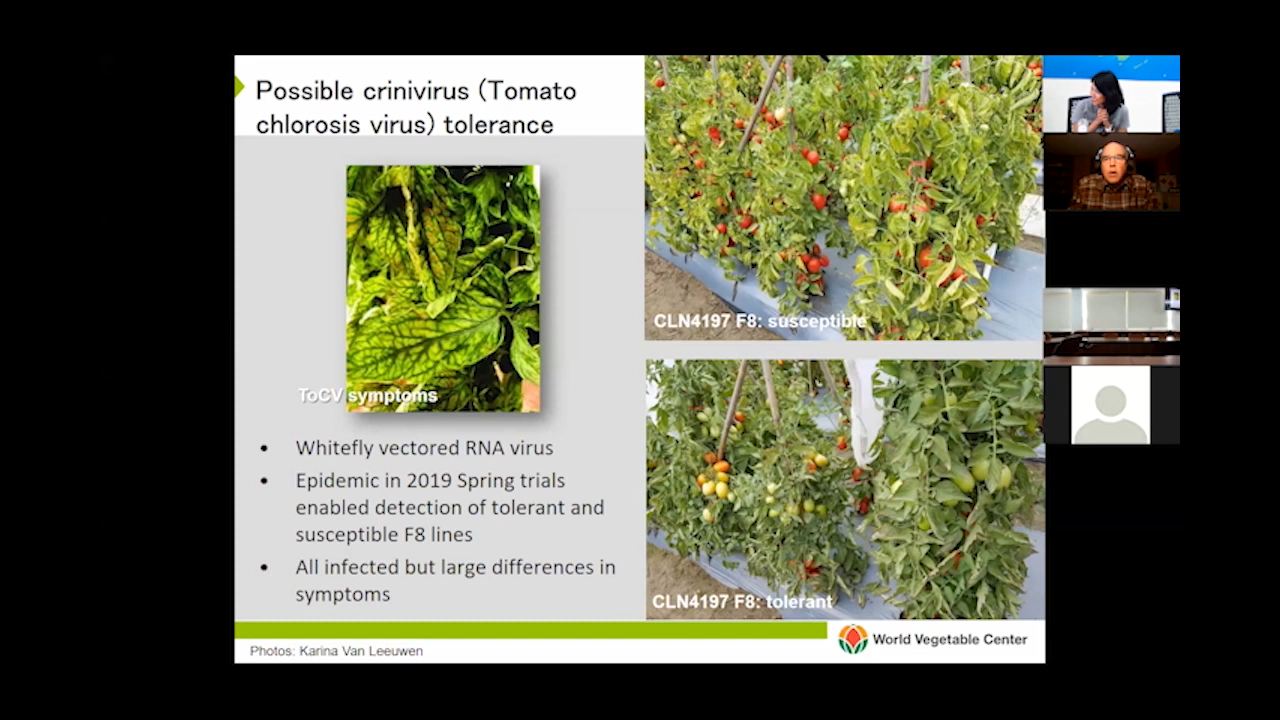 Possible crinivirus (Tomato
chlorosis virus) tolerance
ToCV symptoms
• Whitefly vectored RNA virus
• Epidemic in 2019 Spring trials
enabled detection of tolerant and
susceptible F8 lines
• All infected but large differences in
symptoms
CLN4197 F8: susceptible
CLN4197 F8: tolerant
Photos: Karina Van Leeuwen
World Vegetable Center